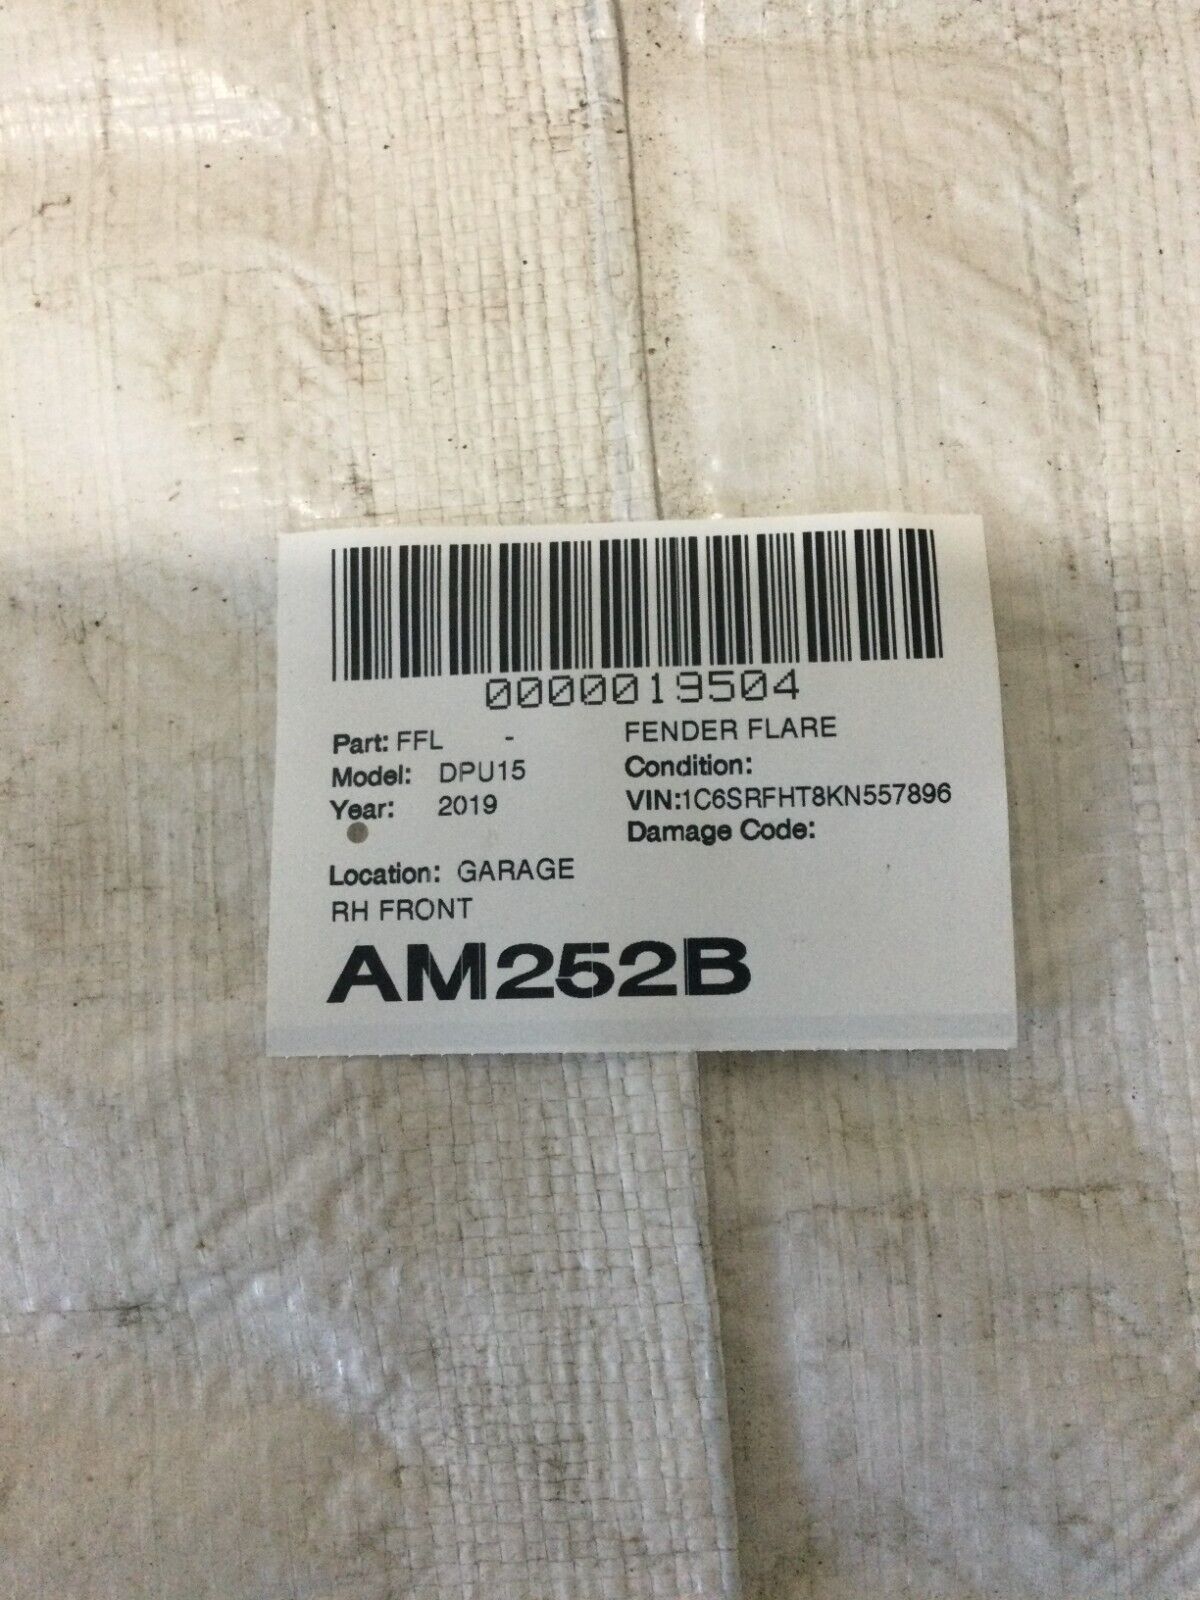 0000019504
Part: FFL - FENDER FLARE
Model: DPU15 Condition:
Year: 2019 VIN:1C6SRFHT8KN557896
Damage Code:
Location: GARAGE
RH FRONT
AM252B